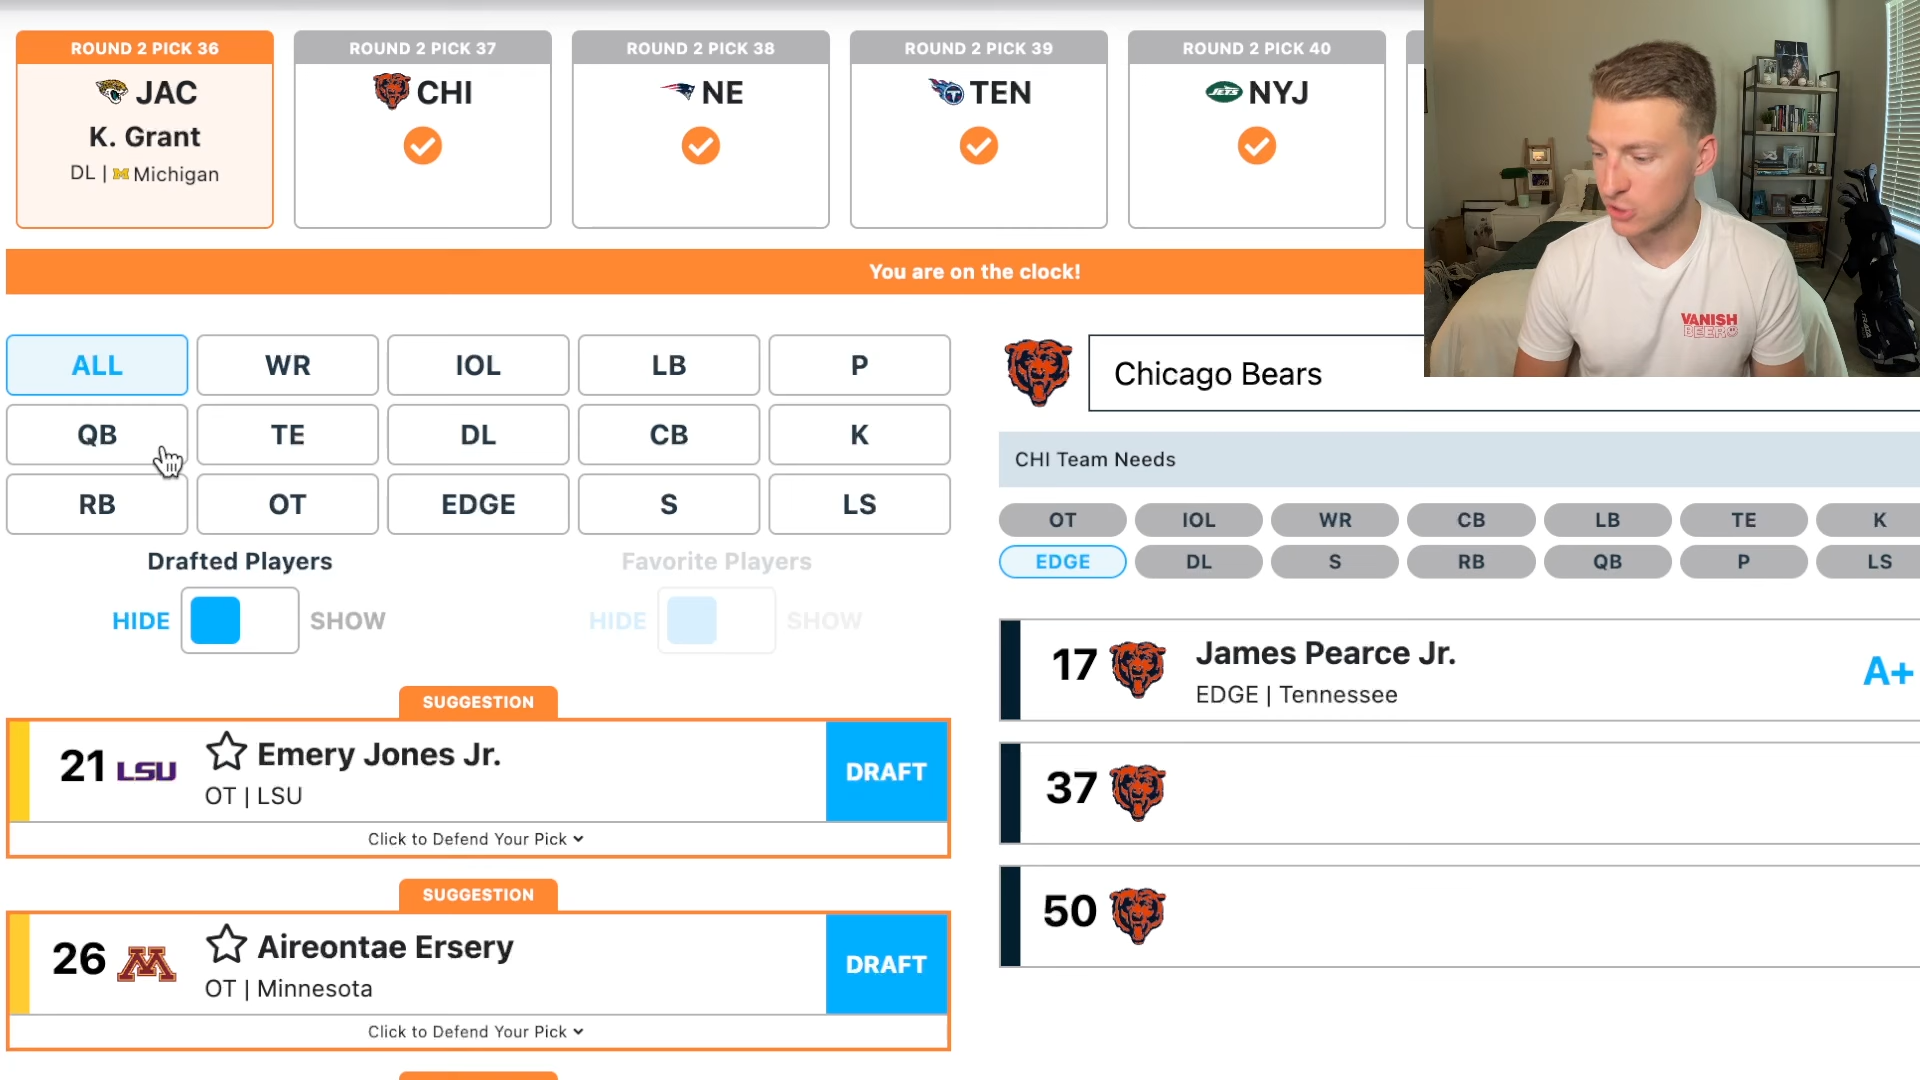 ROUND 2 PICK 36
JAC
K. Grant
DL | Michigan
ROUND 2 PICK 37
CHI
ROUND 2 PICK 38
NE
ROUND 2 PICK 39
TEN
ROUND 2 PICK 40
JETS NYJ
You are on the clock!
VANISH
BEER
ALL
WR
IOL
LB
P
QB
TE
DL
CB
K
RB
OT
EDGE
S
LS
Drafted Players
HIDE
SHOW
Favorite Players
HIDE
SHOW
SUGGESTION
21 LSU Emery Jones Jr.
OT | LSU
DRAFT
Click to Defend Your Pick
SUGGESTION
26 M Aireontae Ersery
OT | Minnesota
DRAFT
Click to Defend Your Pick
Chicago Bears
CHI Team Needs
OT
IOL
WR
CB
LB
TE
K
EDGE
DL
S
RB
QB
P
LS
17 James Pearce Jr.
EDGE | Tennessee
A+
37
50